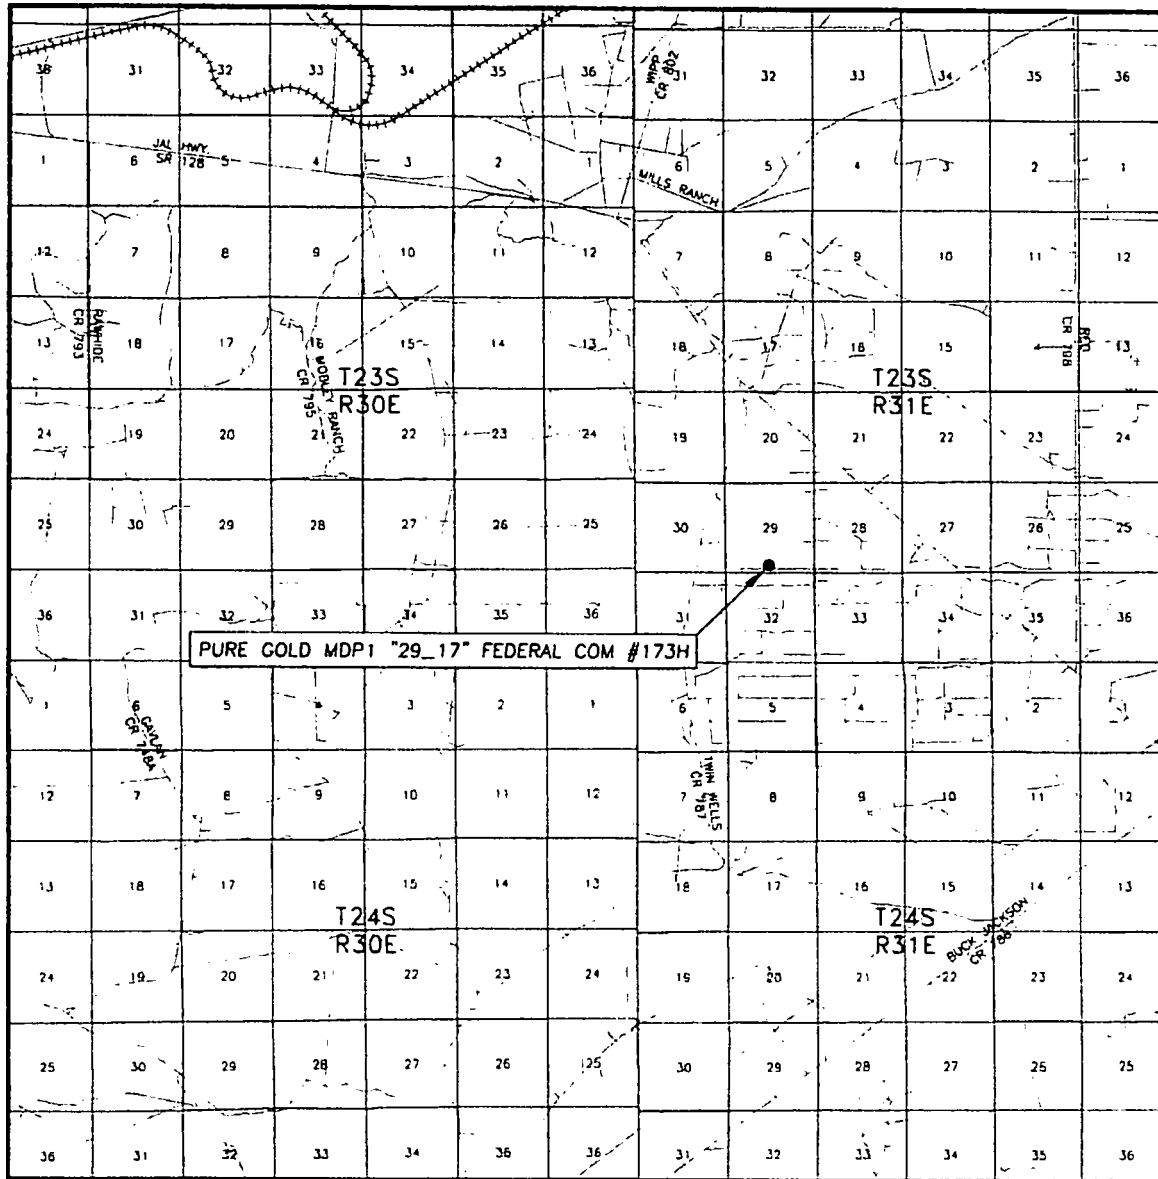 36 31 32 33 34 35 36 31 32 33 34 35 36
WIPP
CR 802
1 6 5 4 3 2 1 6 5 4 3 2 1
JAL HWY.
SR 128
MILLS RANCH
12 7 8 9 10 11 12 7 8 9 10 11 12
RAWHIDE
CR 793
13 18 17 16 15 14 13 18 17 16 15 13
CR 798
MOBLEY RANCH
CR 795
T23S
R30E
T23S
R31E
24 19 20 21 22 23 24 19 20 21 22 23 24
25 30 29 28 27 26 25 30 29 28 27 26 25
36 31 32 33 34 35 36 31 32 33 34 35 36
PURE GOLD MDP1 "29_17" FEDERAL COM #173H
1 6 5 3 2 1 6 5 4 3 2
12 7 8 9 10 11 12 7 8 9 10 11 12
TWIN WELLS
CR 787
13 18 17 16 15 14 13 18 17 16 15 14 13
T24S
R30E
T24S
R31E
BUCK JACKSON
24 19 20 21 22 23 24 19 20 21 22 23 24
25 30 29 28 27 26 25 30 29 28 27 26 25
36 31 32 33 34 36 36 31 32 33 34 35 36